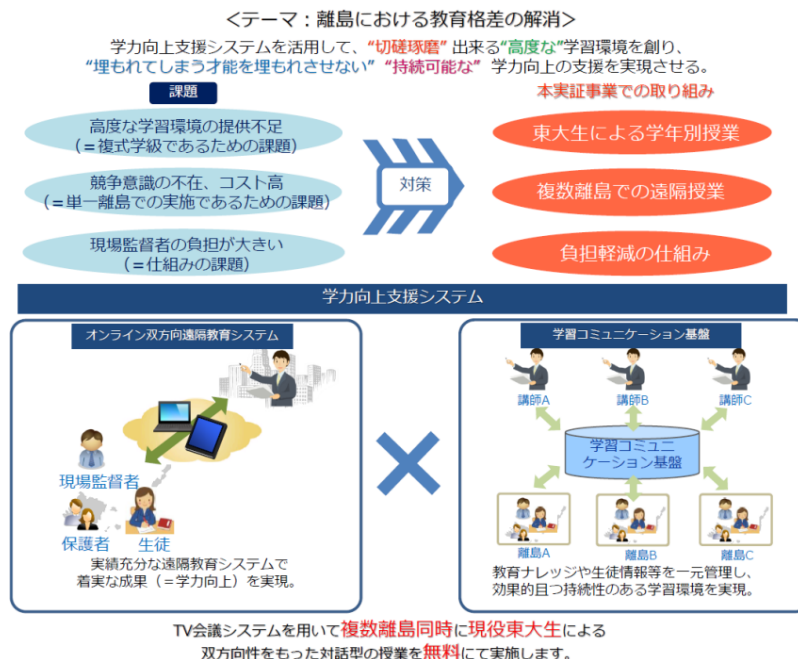 ＜テーマ：離島における教育格差の解消＞
学力向上支援システムを活用して、“切磋琢磨” 出来る“高度な”学習環境を創り、
“埋もれてしまう才能を埋もれさせない” “持続可能な” 学力向上の支援を実現させる。
課題
本実証事業での取り組み
高度な学習環境の提供不足
（＝複式学級であるための課題）
東大生による学年別授業
競争意識の不在、コスト高
（＝単一離島での実施であるための課題）
対策
複数離島での遠隔授業
現場監督者の負担が大きい
（＝仕組みの課題）
負担軽減の仕組み
学力向上支援システム
オンライン双方向遠隔教育システム
現場監督者
保護者
生徒
実績充分な遠隔教育システムで
着実な成果（＝学力向上）を実現。
学習コミュニケーション基盤
講師A
講師B
講師C
学習コミュニ
ケーション基盤
離島A
離島B
離島C
教育ナレッジや生徒情報等を一元管理し、
効果的且つ持続性のある学習環境を実現。
TV会議システムを用いて複数離島同時に現役東大生による
双方向性をもった対話型の授業を無料にて実施します。